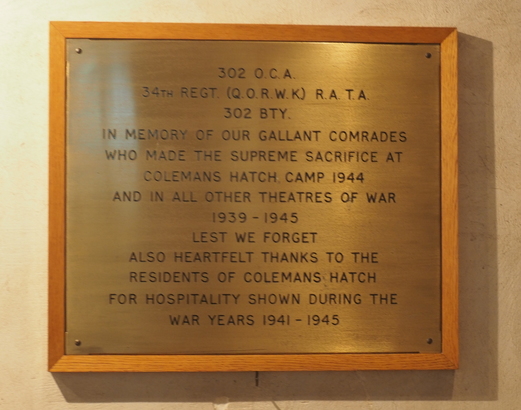 302 O.C.A.
34TH REGT. (Q.O.R.W.K) R.A.T.A.
302 BTY.
IN MEMORY OF OUR GALLANT COMRADES
WHO MADE THE SUPREME SACRIFICE AT
COLEMANS HATCH CAMP 1944
AND IN ALL OTHER THEATRES OF WAR
1939 - 1945
LEST WE FORGET
ALSO HEARTFELT THANKS TO THE
RESIDENTS OF COLEMANS HATCH
FOR HOSPITALITY SHOWN DURING THE
WAR YEARS 1941 - 1945